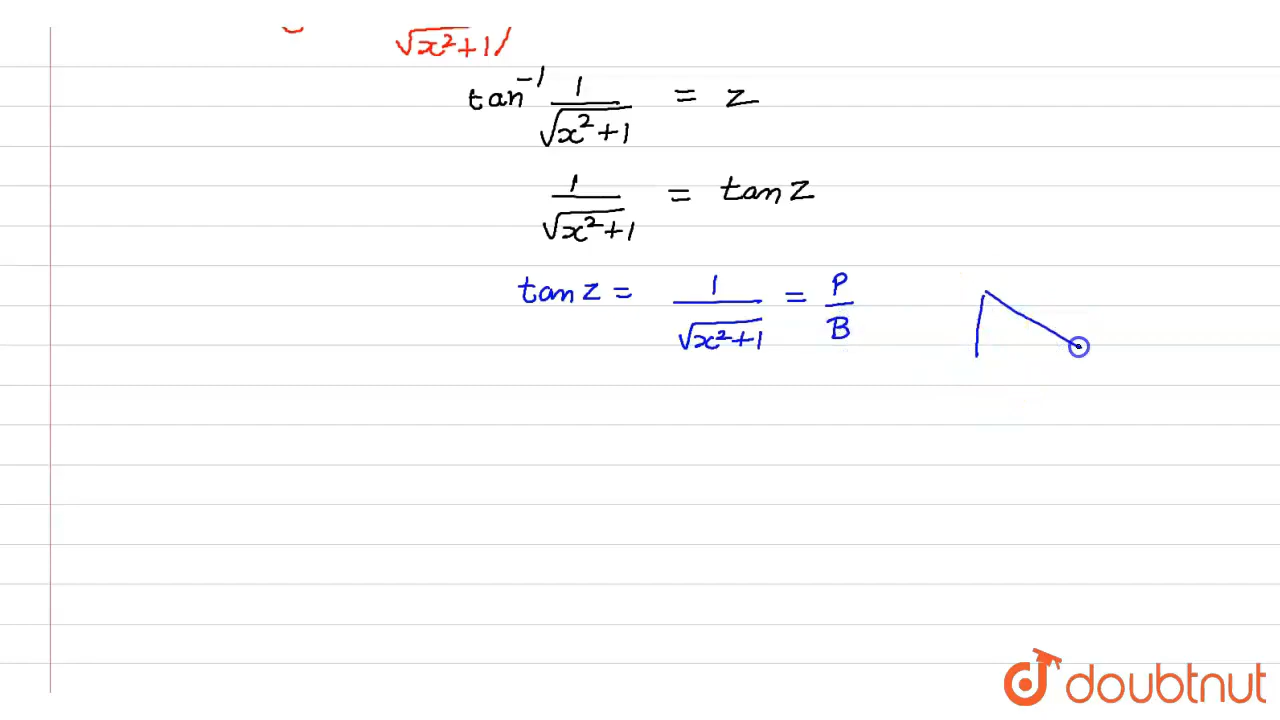 √x²+1)
tan⁻¹ 1/√x²+1 = z
1/√x²+1 = tan z
tan z = 1/√x²+1 = P/B
doubtnut